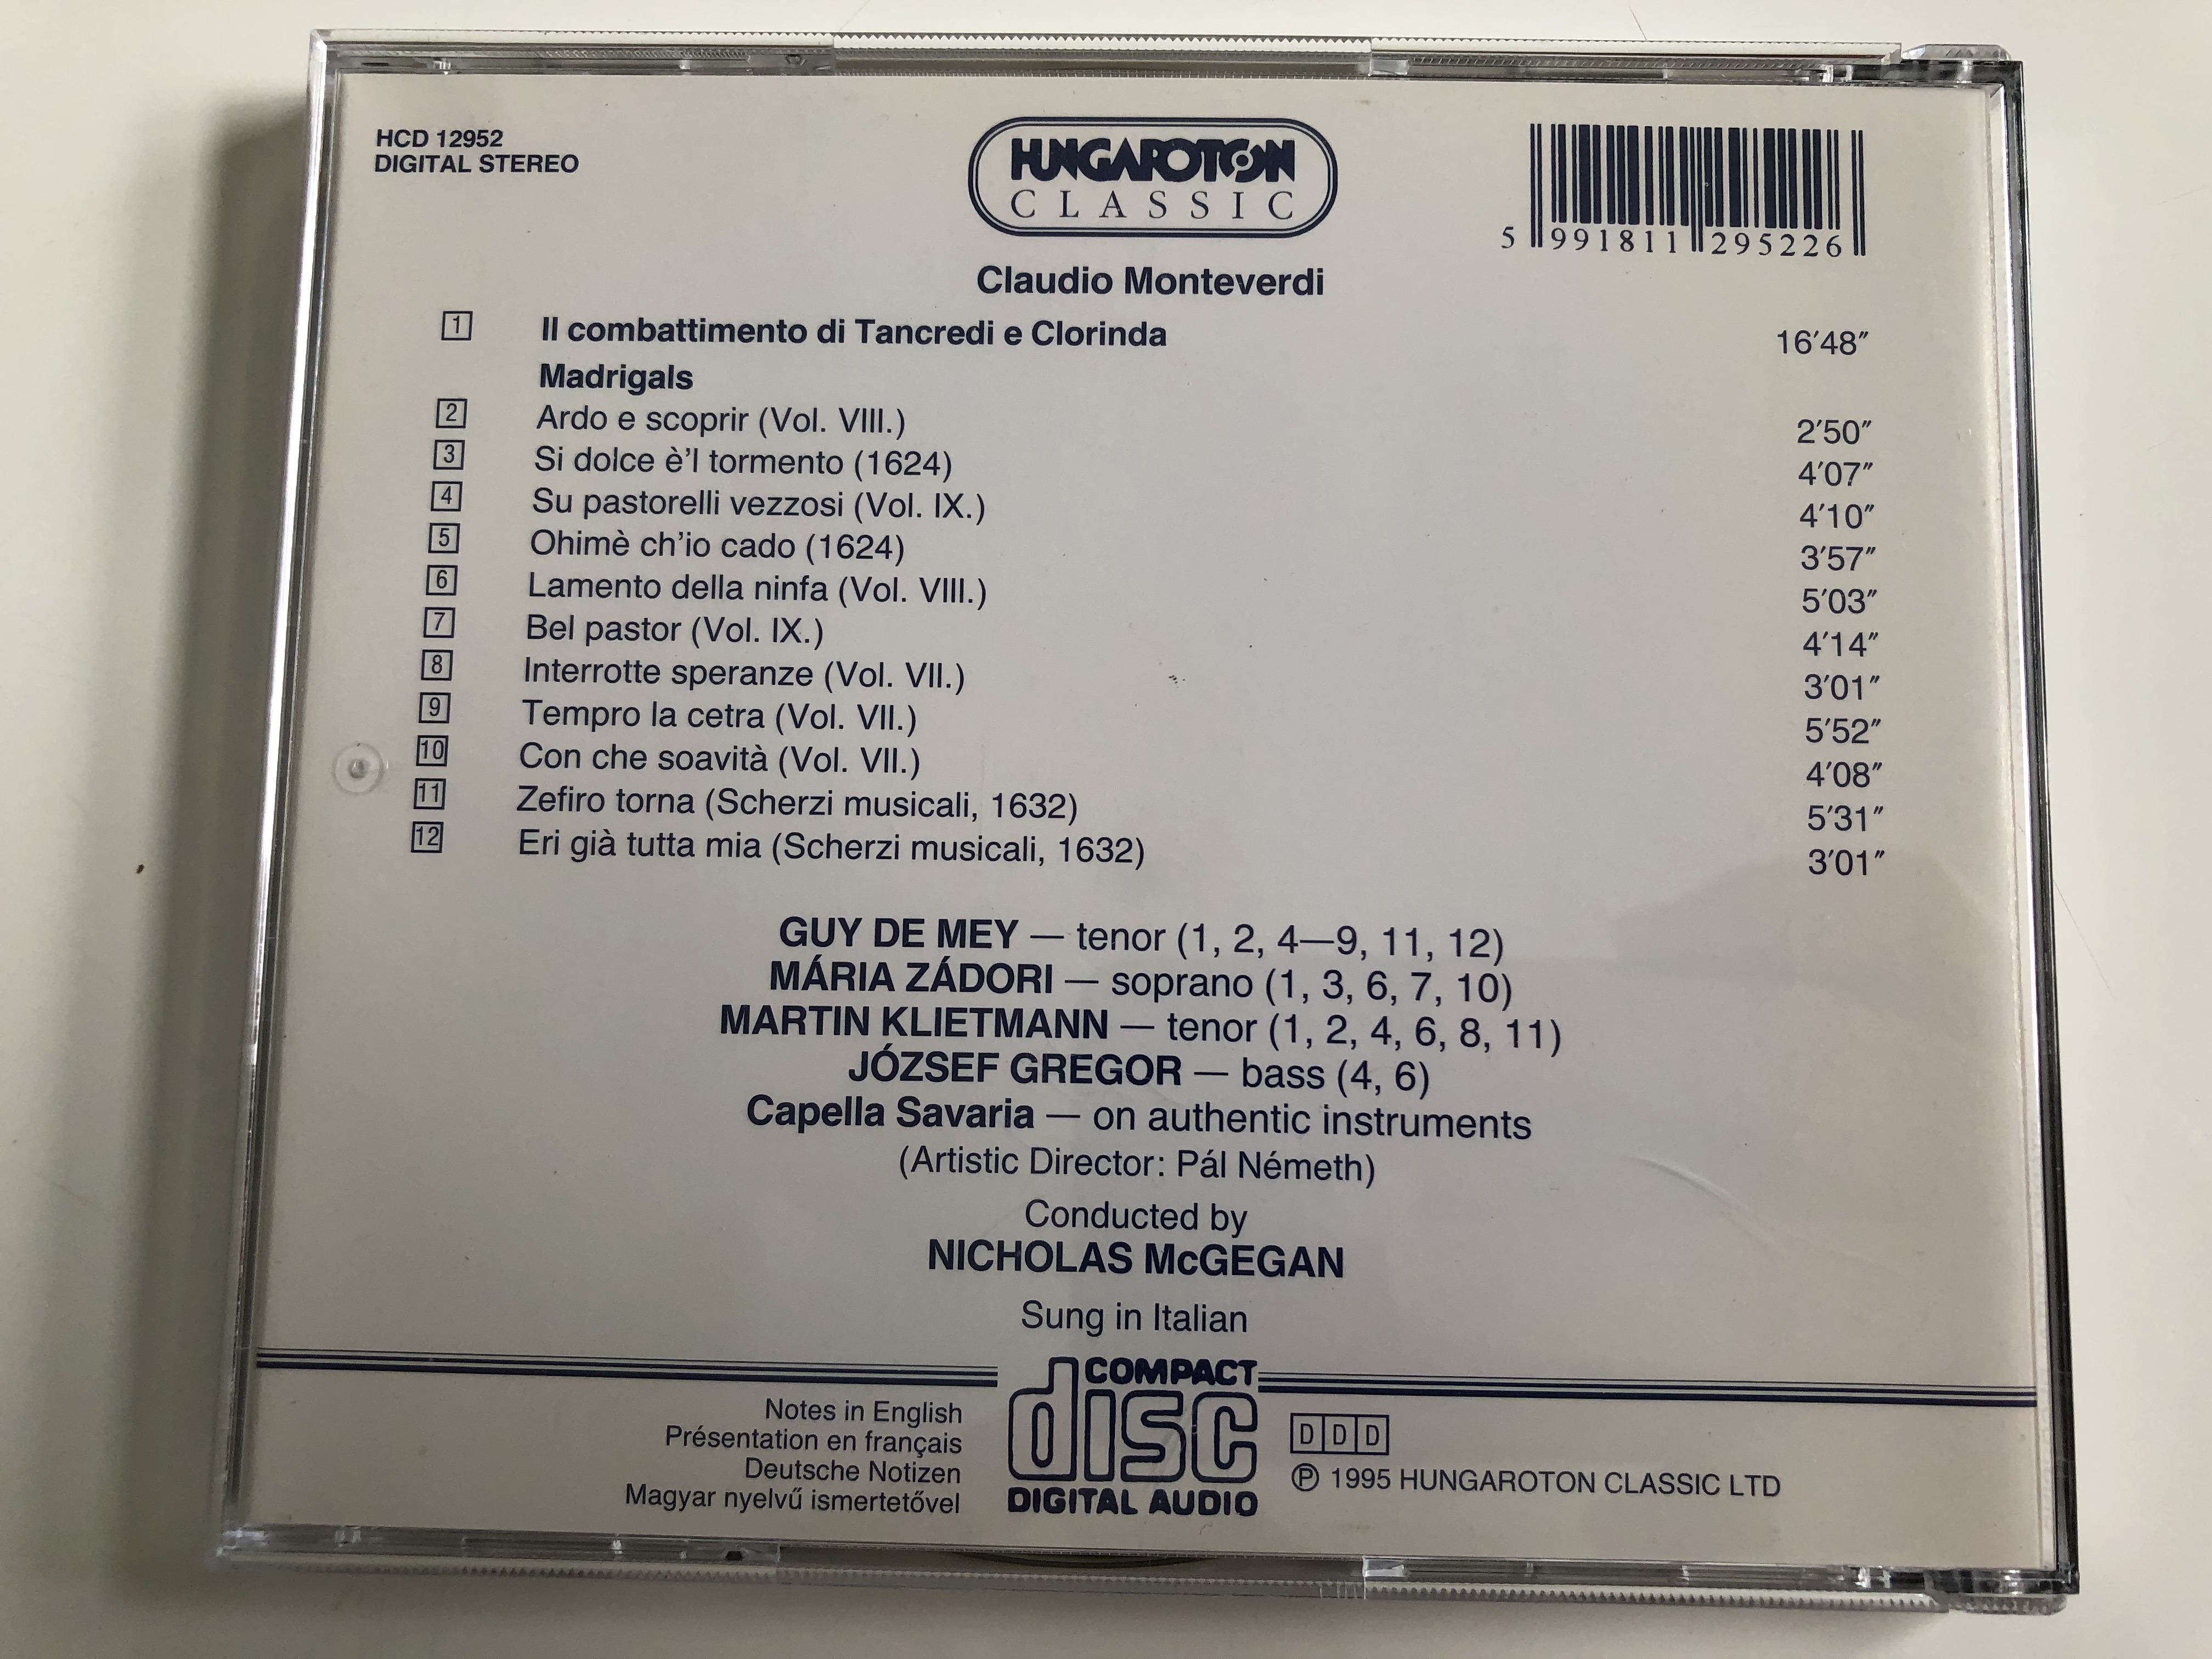 HCD 12952
DIGITAL STEREO
HUNGAROTON
CLASSIC
5 991811 295226
Claudio Monteverdi
1 Il combattimento di Tancredi e Clorinda 16′48″
Madrigals
2 Ardo e scoprir (Vol. VIII.) 2′50″
3 Si dolce è'l tormento (1624) 4′07″
4 Su pastorelli vezzosi (Vol. IX.) 4′10″
5 Ohimè ch'io cado (1624) 3′57″
6 Lamento della ninfa (Vol. VIII.) 5′03″
7 Bel pastor (Vol. IX.) 4′14″
8 Interrotte speranze (Vol. VII.) 3′01″
9 Tempro la cetra (Vol. VII.) 5′52″
10 Con che soavità (Vol. VII.) 4′08″
11 Zefiro torna (Scherzi musicali, 1632) 5′31″
12 Eri già tutta mia (Scherzi musicali, 1632) 3′01″
GUY DE MEY — tenor (1, 2, 4—9, 11, 12)
MÁRIA ZÁDORI — soprano (1, 3, 6, 7, 10)
MARTIN KLIETMANN — tenor (1, 2, 4, 6, 8, 11)
JÓZSEF GREGOR — bass (4, 6)
Capella Savaria — on authentic instruments
(Artistic Director: Pál Németh)
Conducted by
NICHOLAS McGEGAN
Sung in Italian
Notes in English
Présentation en français
Deutsche Notizen
Magyar nyelvű ismertetővel
COMPACT
disc
DIGITAL AUDIO
D D D
℗ 1995 HUNGAROTON CLASSIC LTD